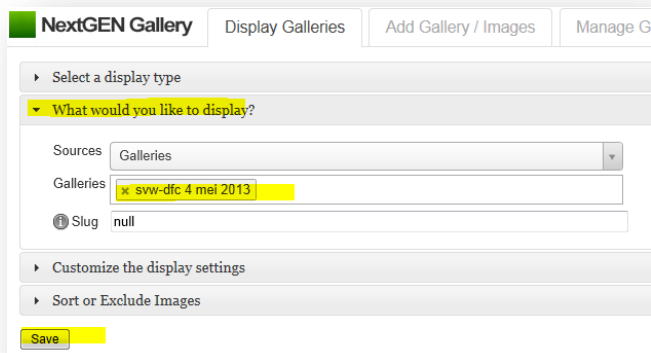 NextGEN Gallery Display Galleries Add Gallery / Images Manage G
Select a display type
What would you like to display?
Sources Galleries
Galleries x svw-dfc 4 mei 2013
i Slug null
Customize the display settings
Sort or Exclude Images
Save